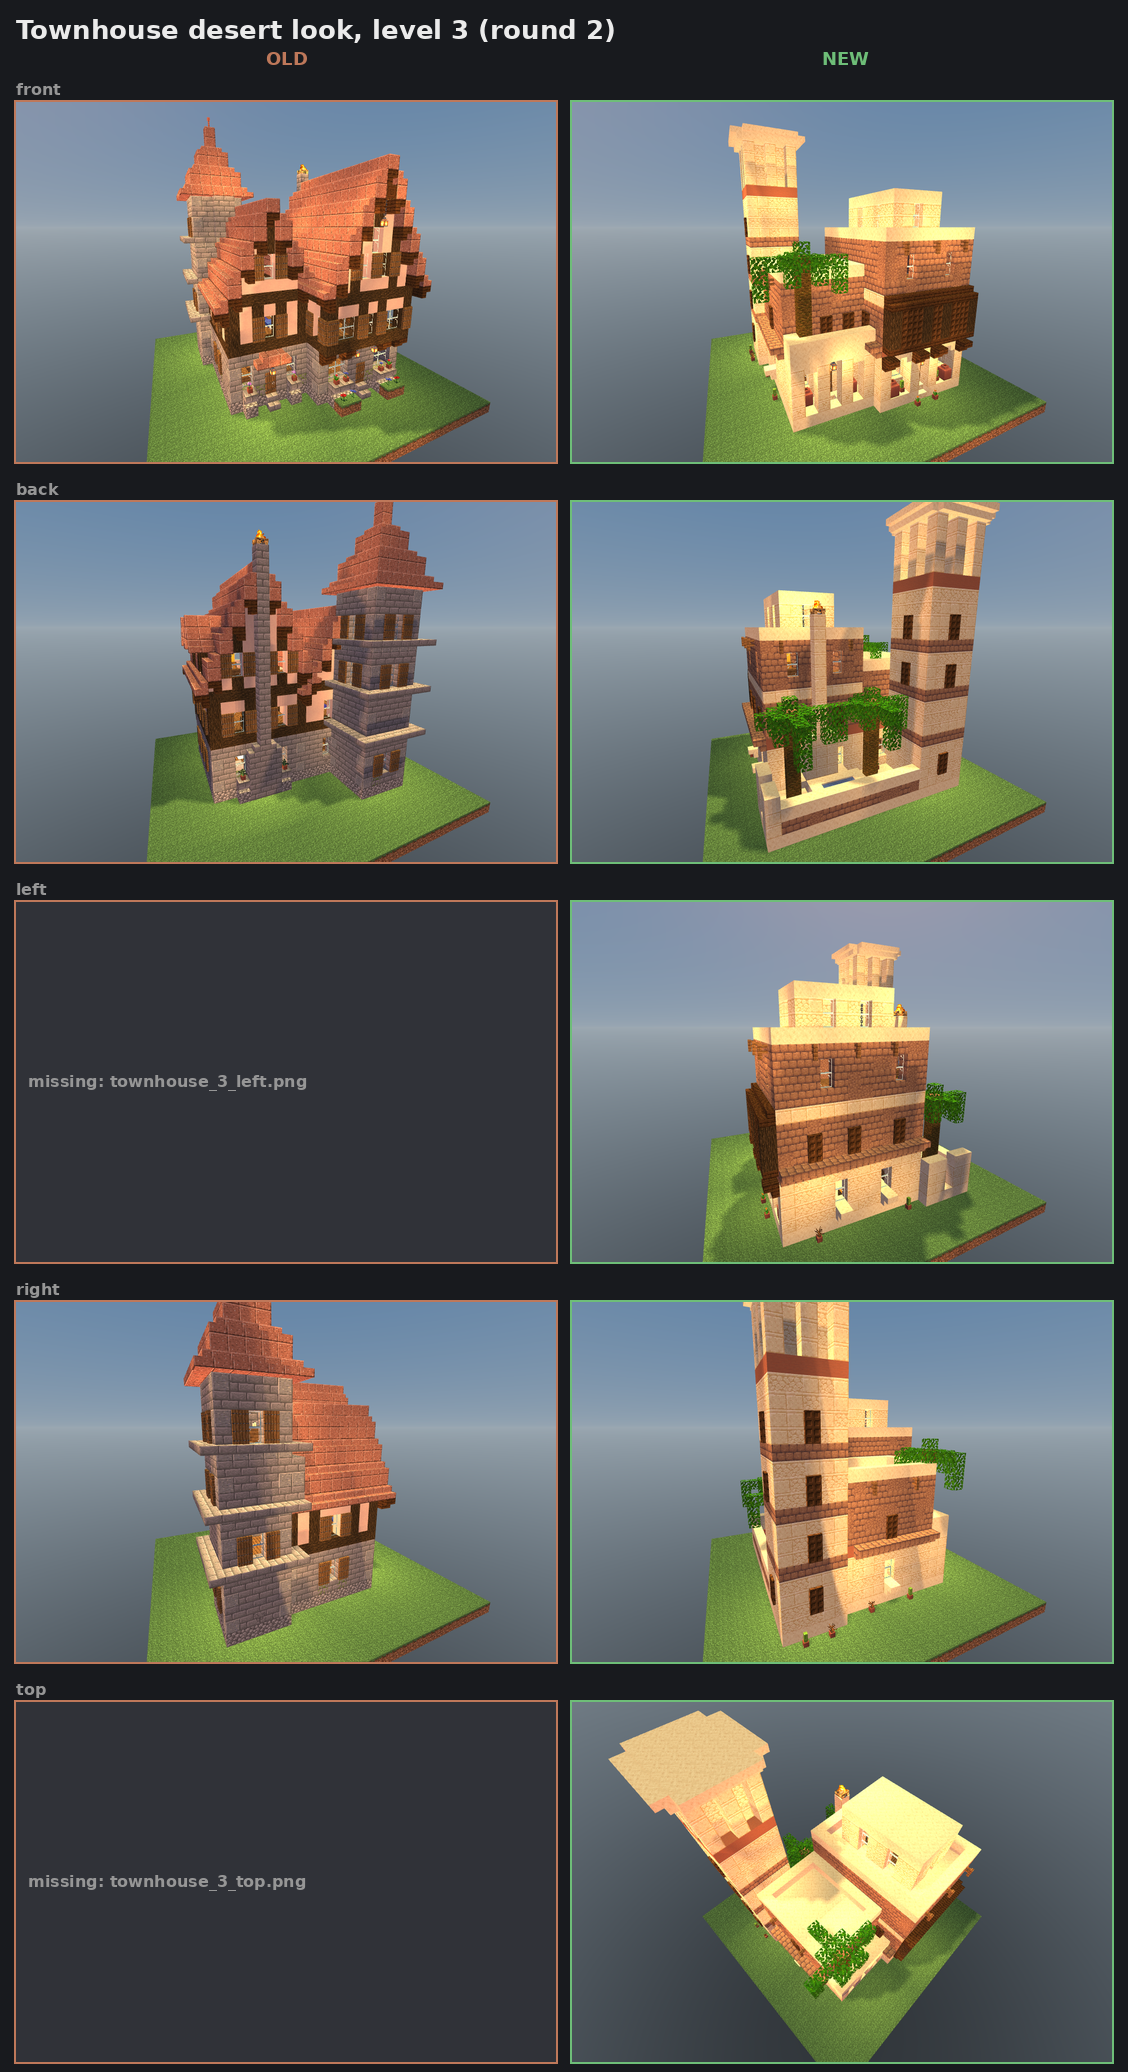 Townhouse desert look, level 3 (round 2)
OLD
NEW
front
back
left
missing: townhouse_3_left.png
right
top
missing: townhouse_3_top.png